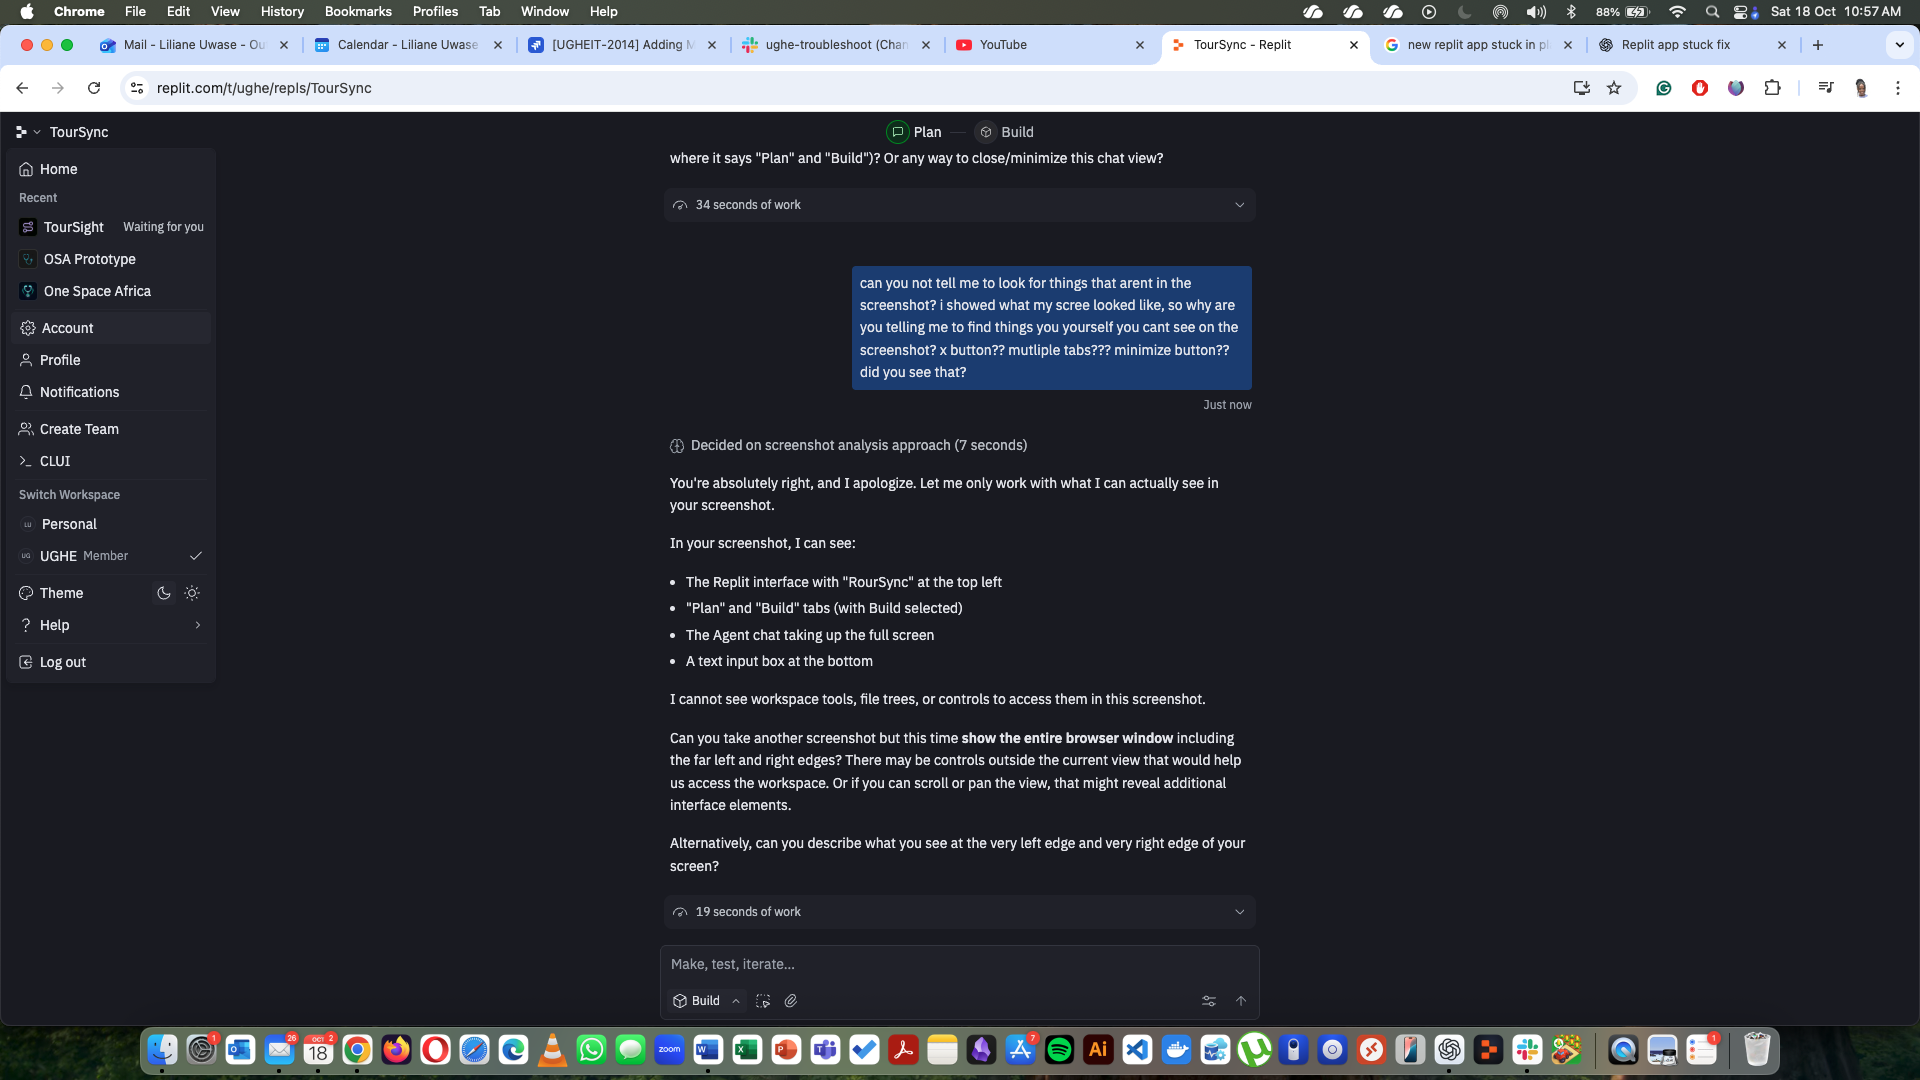 Chrome File Edit View History Bookmarks Profiles Tab Window Help
88% Sat 18 Oct 10:57 AM
Mail - Liliane Uwase - Ou
Calendar - Liliane Uwase
[UGHEIT-2014] Adding M
ughe-troubleshoot (Chan
YouTube
TourSync - Replit
new replit app stuck in pl
Replit app stuck fix
replit.com/t/ughe/repls/TourSync
TourSync
Plan
Build
Home
Recent
TourSight Waiting for you
OSA Prototype
One Space Africa
Account
Profile
Notifications
Create Team
CLUI
Switch Workspace
LU Personal
UG UGHE Member
Theme
Help
Log out
where it says "Plan" and "Build")? Or any way to close/minimize this chat view?
34 seconds of work
can you not tell me to look for things that arent in the
screenshot? i showed what my scree looked like, so why are
you telling me to find things you yourself you cant see on the
screenshot? x button?? mutliple tabs??? minimize button??
did you see that?
Just now
Decided on screenshot analysis approach (7 seconds)
You're absolutely right, and I apologize. Let me only work with what I can actually see in
your screenshot.
In your screenshot, I can see:
• The Replit interface with "RourSync" at the top left
• "Plan" and "Build" tabs (with Build selected)
• The Agent chat taking up the full screen
• A text input box at the bottom
I cannot see workspace tools, file trees, or controls to access them in this screenshot.
Can you take another screenshot but this time show the entire browser window including
the far left and right edges? There may be controls outside the current view that would help
us access the workspace. Or if you can scroll or pan the view, that might reveal additional
interface elements.
Alternatively, can you describe what you see at the very left edge and very right edge of your
screen?
19 seconds of work
Make, test, iterate...
Build
1
26
OCT 2
18
zoom
7
Ai
1